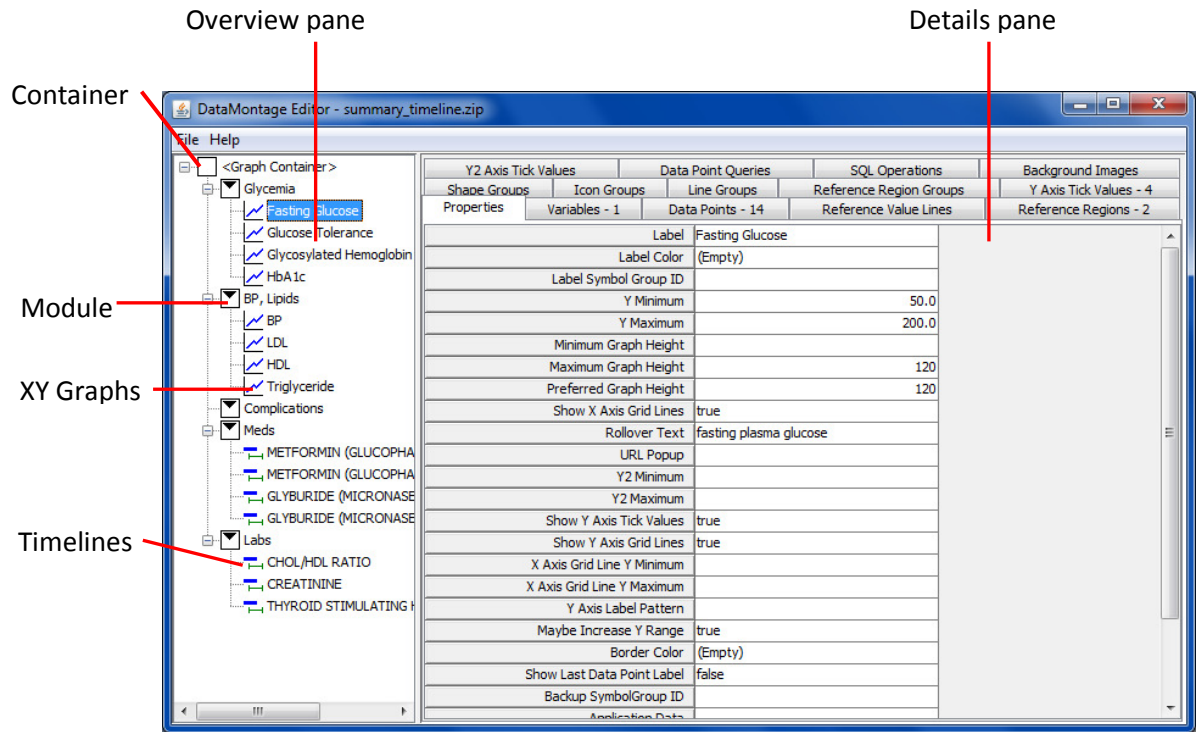 Overview pane
Details pane
Container
DataMontage Editor - summary_timeline.zip
File Help
<Graph Container>
Glycemia
Fasting Glucose
Glucose Tolerance
Glycosylated Hemoglobin
HbA1c
Module
BP, Lipids
BP
LDL
HDL
XY Graphs
Triglyceride
Complications
Meds
METFORMIN (GLUCOPHA
METFORMIN (GLUCOPHA
GLYBURIDE (MICRONASE
GLYBURIDE (MICRONASE
Timelines
Labs
CHOL/HDL RATIO
CREATININE
THYROID STIMULATING H
Y2 Axis Tick Values Data Point Queries SQL Operations Background Images
Shape Groups Icon Groups Line Groups Reference Region Groups Y Axis Tick Values - 4
Properties Variables - 1 Data Points - 14 Reference Value Lines Reference Regions - 2
Label Fasting Glucose
Label Color (Empty)
Label Symbol Group ID
Y Minimum 50.0
Y Maximum 200.0
Minimum Graph Height
Maximum Graph Height 120
Preferred Graph Height 120
Show X Axis Grid Lines true
Rollover Text fasting plasma glucose
URL Popup
Y2 Minimum
Y2 Maximum
Show Y Axis Tick Values true
Show Y Axis Grid Lines true
X Axis Grid Line Y Minimum
X Axis Grid Line Y Maximum
Y Axis Label Pattern
Maybe Increase Y Range true
Border Color (Empty)
Show Last Data Point Label false
Backup SymbolGroup ID
Application Data